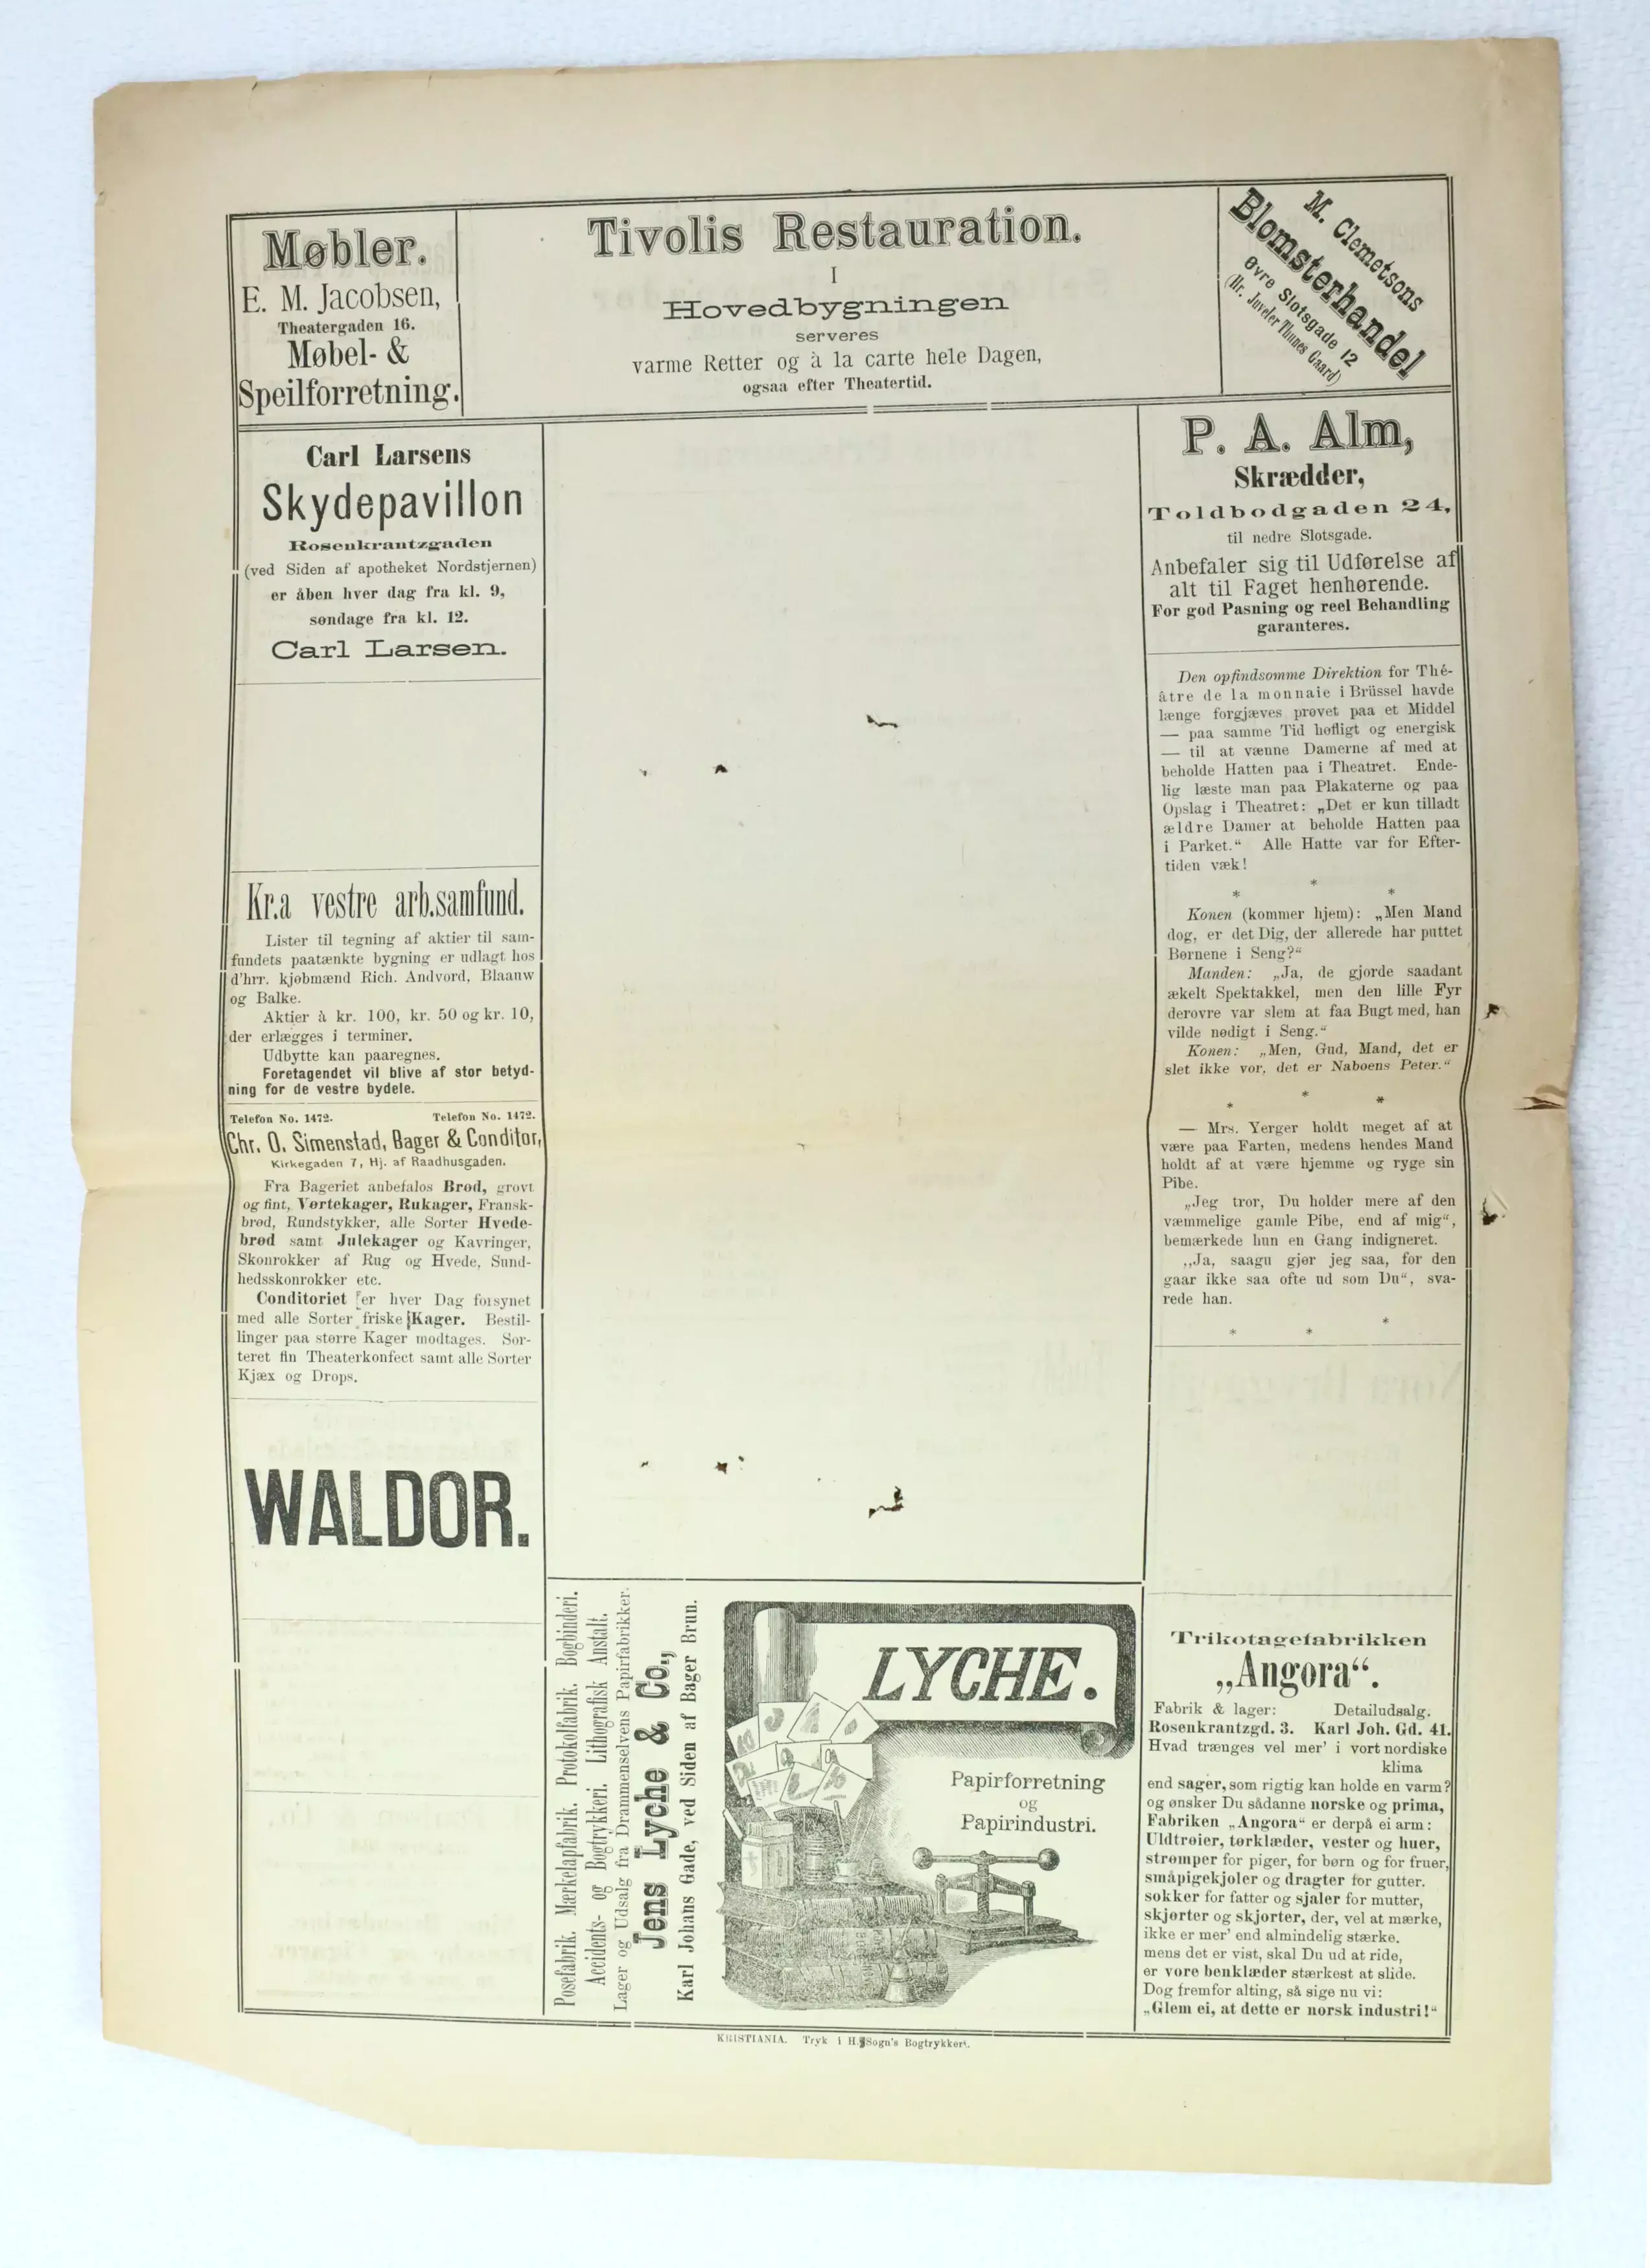 Møbler.
E. M. Jacobsen,
Theatergaden 16.
Møbel- &
Speilforretning.
Tivolis Restauration.
I
Hovedbygningen
serveres
varme Retter og à la carte hele Dagen,
ogsaa efter Theatertid.
M. Clemetsons
Blomsterhandel
Øvre Slotsgade 12
(Hr. Juveler Thunes Gaard)
Carl Larsens
Skydepavillon
Rosenkrantzgaden
(ved Siden af apotheket Nordstjernen)
er åben hver dag fra kl. 9,
søndage fra kl. 12.
Carl Larsen.
Kr.a vestre arb.samfund.
Lister til tegning af aktier til sam-
fundets paatænkte bygning er udlagt hos
d'hrr. kjøbmænd Rich. Andvord, Blaauw
og Balke.
Aktier à kr. 100, kr. 50 og kr. 10,
der erlægges i terminer.
Udbytte kan paaregnes.
Foretagendet vil blive af stor betyd-
ning for de vestre bydele.
Telefon No. 1472. Telefon No. 1472.
Chr. O. Simenstad, Bager & Conditor,
Kirkegaden 7, Hj. af Raadhusgaden.
Fra Bageriet anbefalos Brød, grovt
og fint, Vørtekager, Rukager, Fransk-
brød, Rundstykker, alle Sorter Hvede-
brød samt Julekager og Kavringer,
Skonrokker af Rug og Hvede, Sund-
hedsskonrokker etc.
Conditoriet er hver Dag forsynet
med alle Sorter friske Kager. Bestil-
linger paa større Kager modtages. Sor-
teret fin Theaterkonfect samt alle Sorter
Kjæx og Drops.
WALDOR.
Posefabrik. Mærkelapfabrik. Protokolfabrik. Bogbinderi.
Accidents- og Bogtrykkeri. Lithografisk Anstalt.
Lager og Udsalg fra Drammenselvens Papirfabrikker.
Jens Lyche & Co.,
Karl Johans Gade, ved Siden af Bager Brun.
LYCHE.
Papirforretning
og
Papirindustri.
P. A. Alm,
Skrædder,
Toldbodgaden 24,
til nedre Slotsgade.
Anbefaler sig til Udførelse af
alt til Faget henhørende.
For god Pasning og reel Behandling
garanteres.
Den opfindsomme Direktion for Thé-
âtre de la monnaie i Brüssel havde
længe forgjæves prøvet paa et Middel
— paa samme Tid høfligt og energisk
— til at vænne Damerne af med at
beholde Hatten paa i Theatret. Ende-
lig læste man paa Plakaterne og paa
Opslag i Theatret: „Det er kun tilladt
ældre Damer at beholde Hatten paa
i Parket.“ Alle Hatte var for Efter-
tiden væk!
* * *
Konen (kommer hjem): „Men Mand
dog, er det Dig, der allerede har puttet
Børnene i Seng?“
Manden: „Ja, de gjorde saadant
ækelt Spektakkel, men den lille Fyr
derovre var slem at faa Bugt med, han
vilde nødigt i Seng.“
Konen: „Men, Gud, Mand, det er
slet ikke vor, det er Naboens Peter.“
* * *
— Mrs. Yerger holdt meget af at
være paa Farten, medens hendes Mand
holdt af at være hjemme og ryge sin
Pibe.
„Jeg tror, Du holder mere af den
væmmelige gamle Pibe, end af mig“,
bemærkede hun en Gang indigneret.
„Ja, saagu gjør jeg saa, for den
gaar ikke saa ofte ud som Du“, sva-
rede han.
* * *
Trikotagefabrikken
„Angora“.
Fabrik & lager: Detailudsalg.
Rosenkrantzgd. 3. Karl Joh. Gd. 41.
Hvad trænges vel mer' i vort nordiske
klima
end sager, som rigtig kan holde en varm?
og ønsker Du sådanne norske og prima,
Fabriken „Angora“ er derpå ei arm:
Uldtrøier, tørklæder, vester og huer,
strømper for piger, for børn og for fruer,
småpigekjoler og dragter for gutter.
sokker for fatter og sjaler for mutter,
skjørter og skjorter, der, vel at mærke,
ikke er mer' end almindelig stærke.
mens det er vist, skal Du ud at ride,
er vore benklæder stærkest at slide.
Dog fremfor alting, så sige nu vi:
„Glem ei, at dette er norsk industri!“
KRISTIANIA. Tryk i H. Sogn's Bogtrykkeri.